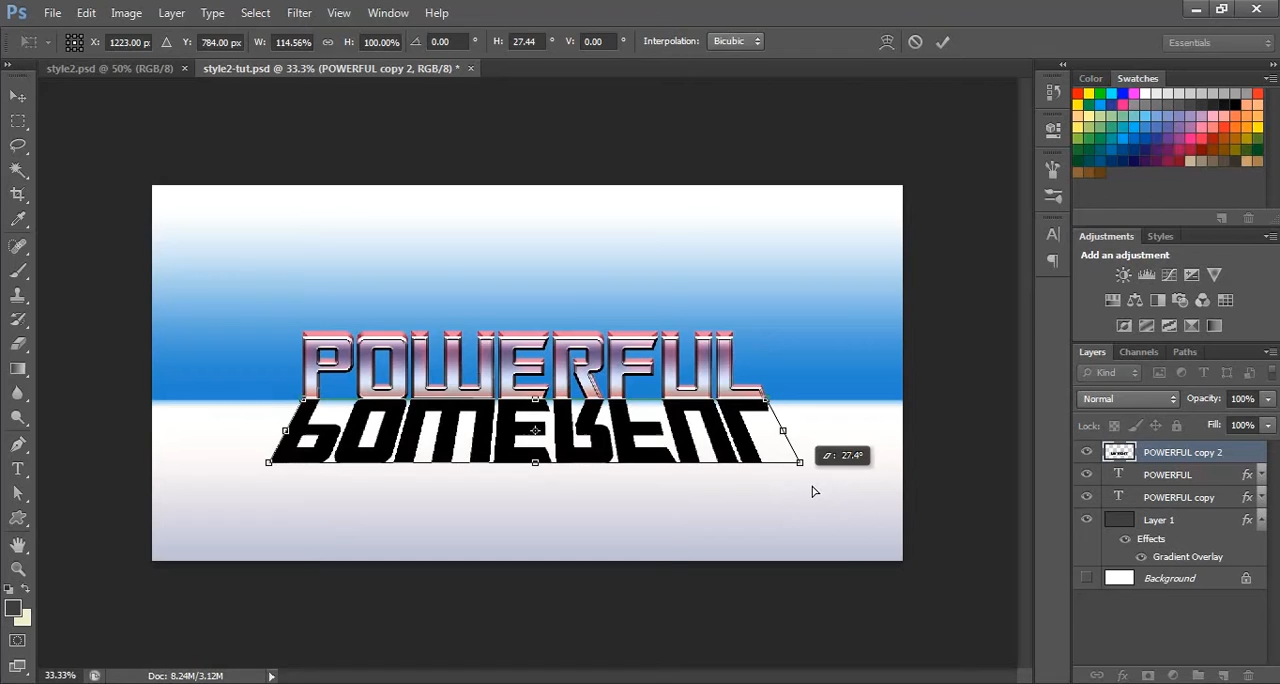 Ps File Edit Image Layer Type Select Filter View Window Help
X: 1223.00 px Y: 784.00 px W: 114.56% H: 100.00% 0.00 ° H: 27.44 ° V: 0.00 ° Interpolation: Bicubic Essentials
style2.psd @ 50% (RGB/8) × style2-tut.psd @ 33.3% (POWERFUL copy 2, RGB/8) * ×
Color Swatches
Adjustments Styles
Add an adjustment
POWERFUL
POWERFUL
27.4°
Layers Channels Paths
Kind
Normal Opacity: 100%
Lock: Fill: 100%
POWERFUL copy 2
T POWERFUL fx
T POWERFUL copy fx
Layer 1 fx
Effects
Gradient Overlay
Background
33.33% Doc: 8.24M/3.12M